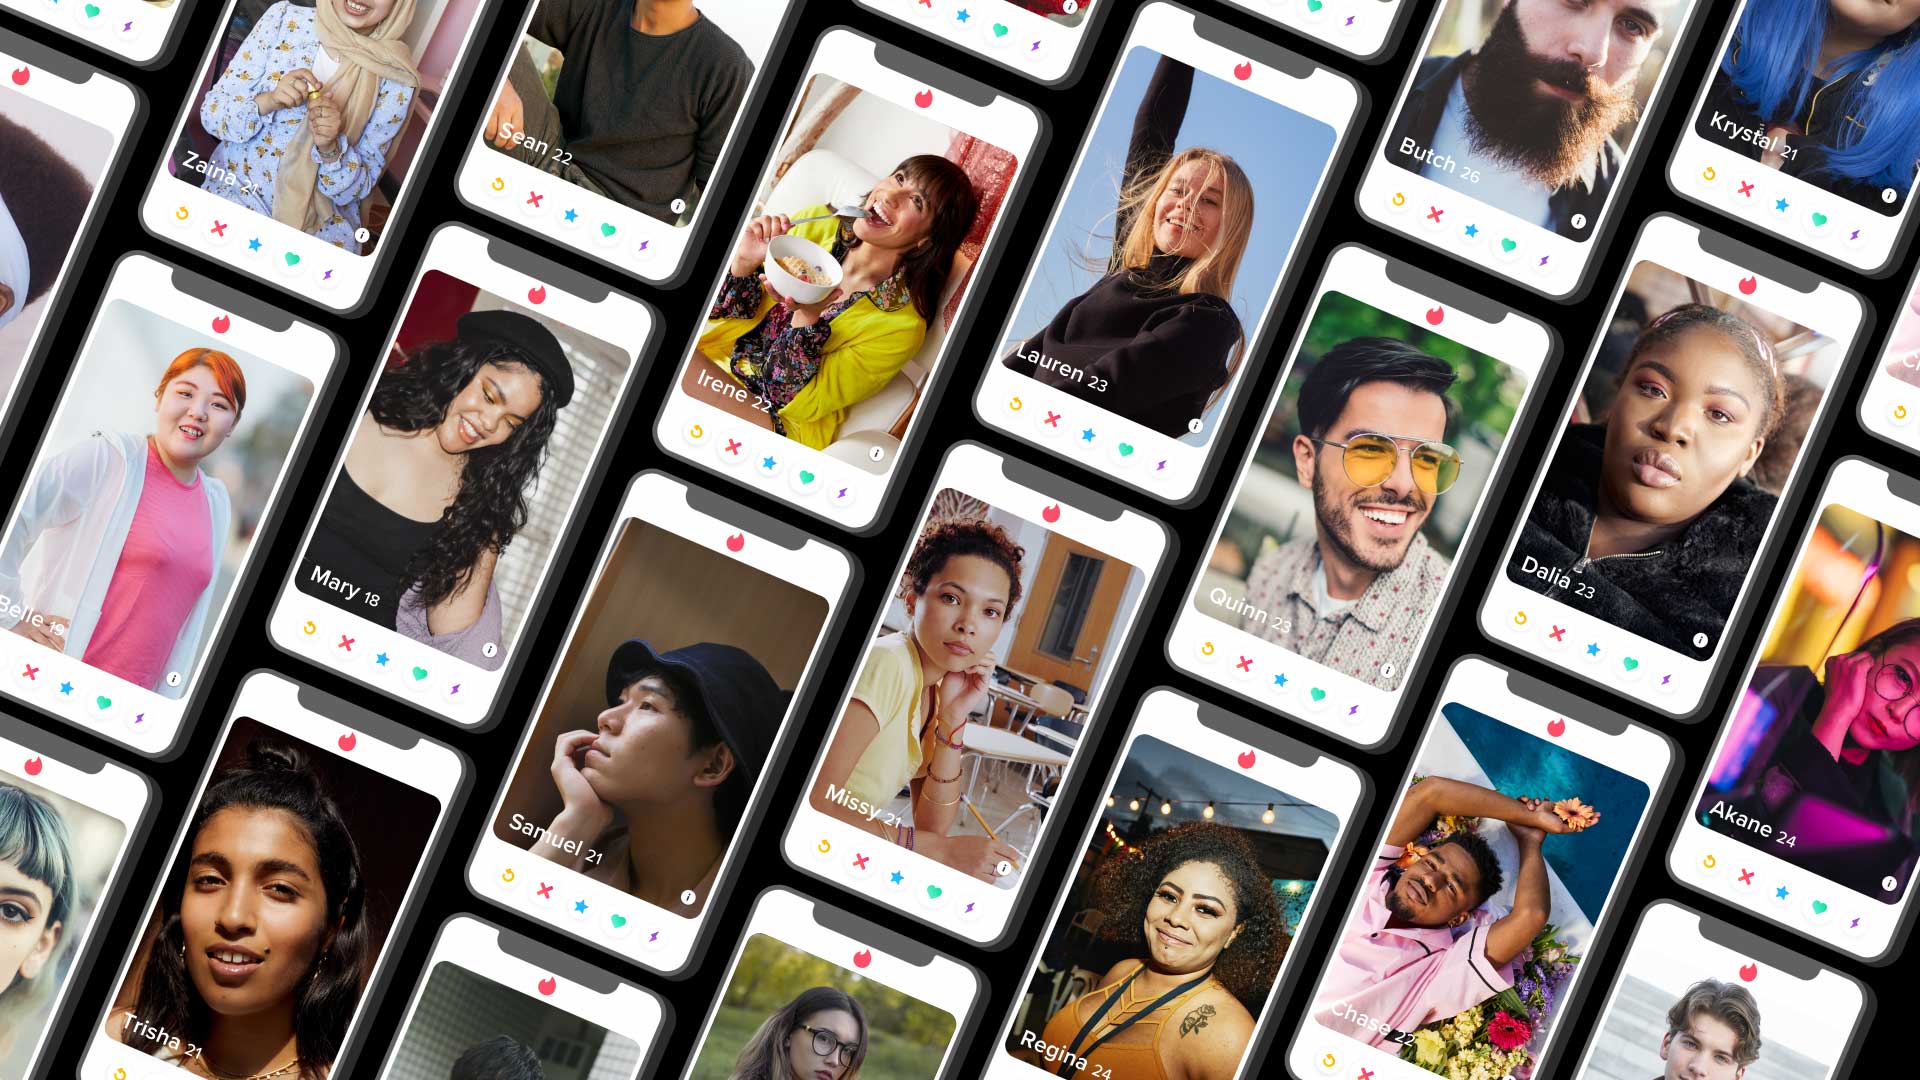 Zaina 21
Sean 22
Butch 26
Krystal 21
Irene 22
Lauren 23
Belle 19
Mary 18
Quinn 23
Dalia 23
Samuel 21
Missy 21
Akane 24
Trisha 21
Regina 24
Chase 22